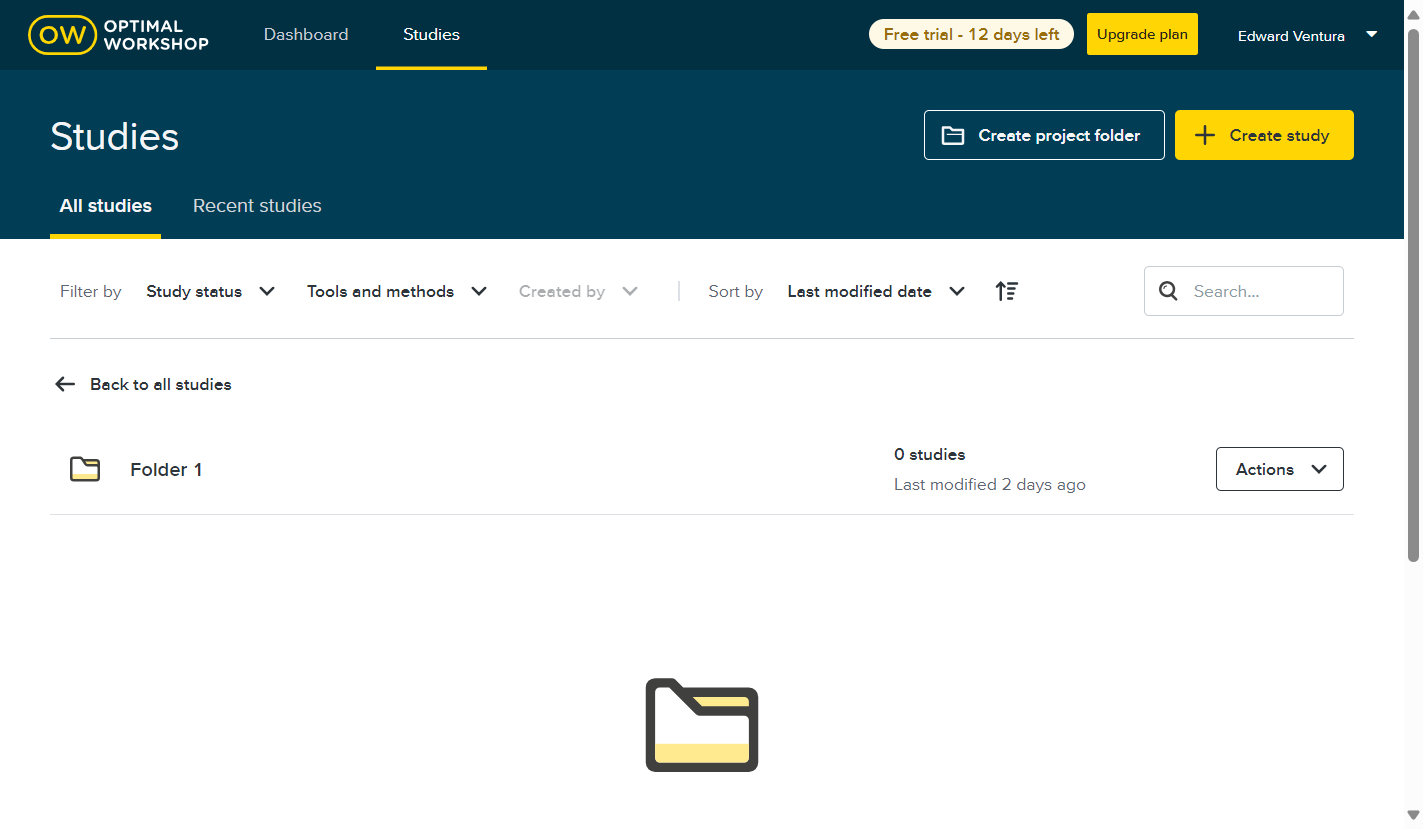 OW OPTIMAL
WORKSHOP
Dashboard
Studies
Free trial - 12 days left
Upgrade plan
Edward Ventura
Studies
Create project folder
Create study
All studies
Recent studies
Filter by
Study status
Tools and methods
Created by
Sort by
Last modified date
Search...
Back to all studies
Folder 1
0 studies
Last modified 2 days ago
Actions